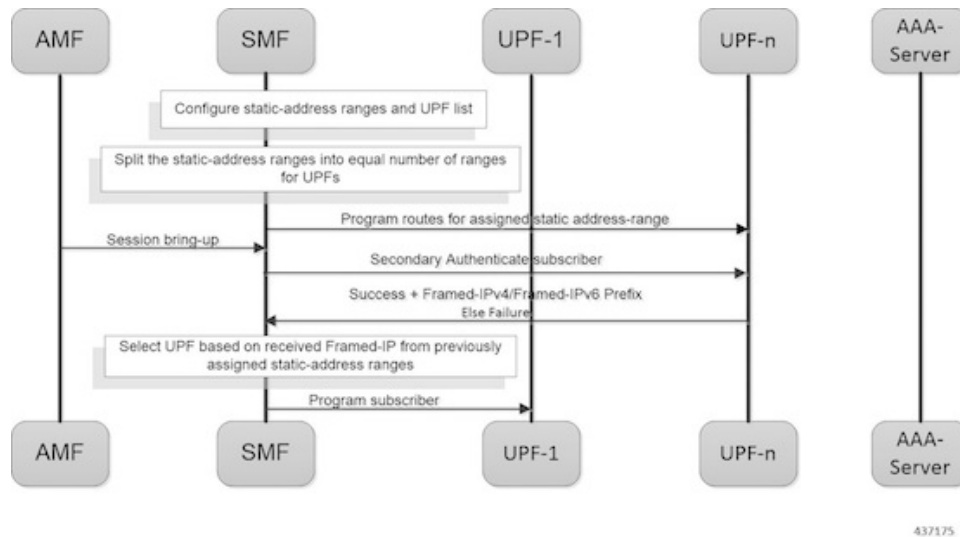 AMF
SMF
UPF-1
UPF-n
AAA-
Server
Configure static-address ranges and UPF list
Split the static-address ranges into equal number of ranges
for UPFs
Program routes for assigned static address-range
Session bring-up
Secondary Authenticate subscriber
Success + Framed-IPv4/Framed-IPv6 Prefix
Else Failure
Select UPF based on received Framed-IP from previously
assigned static-address ranges
Program subscriber
AMF
SMF
UPF-1
UPF-n
AAA-
Server
437175